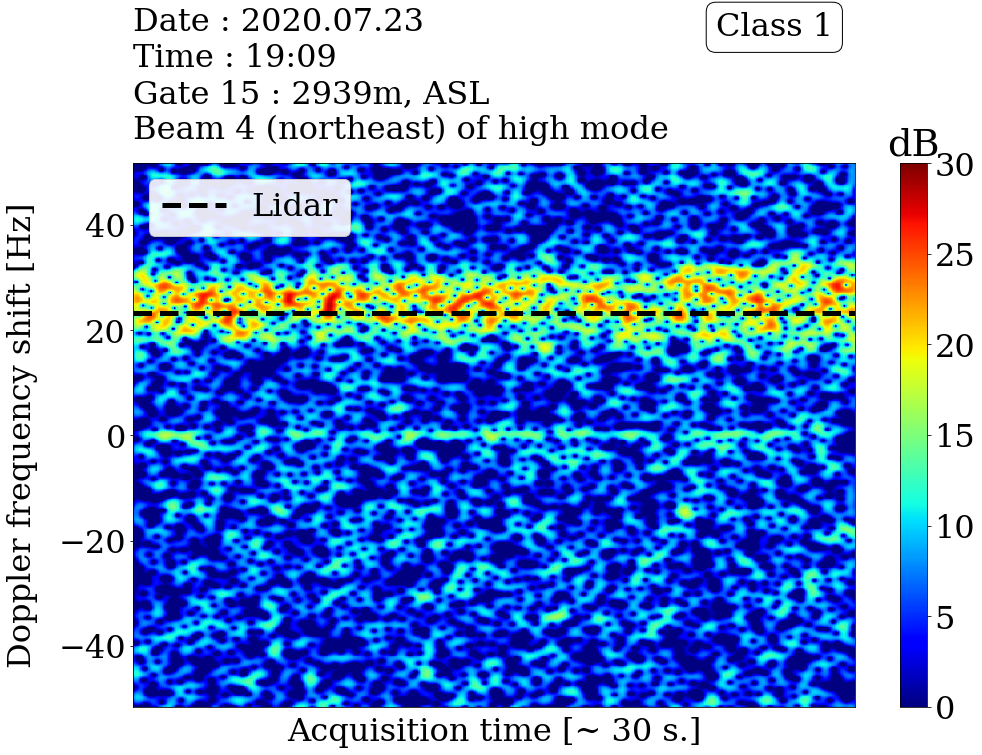 Date : 2020.07.23
Time : 19:09
Gate 15 : 2939m, ASL
Beam 4 (northeast) of high mode
Class 1
dB
Lidar
Doppler frequency shift [Hz]
40
20
0
−20
−40
Acquisition time [~ 30 s.]
30
25
20
15
10
5
0